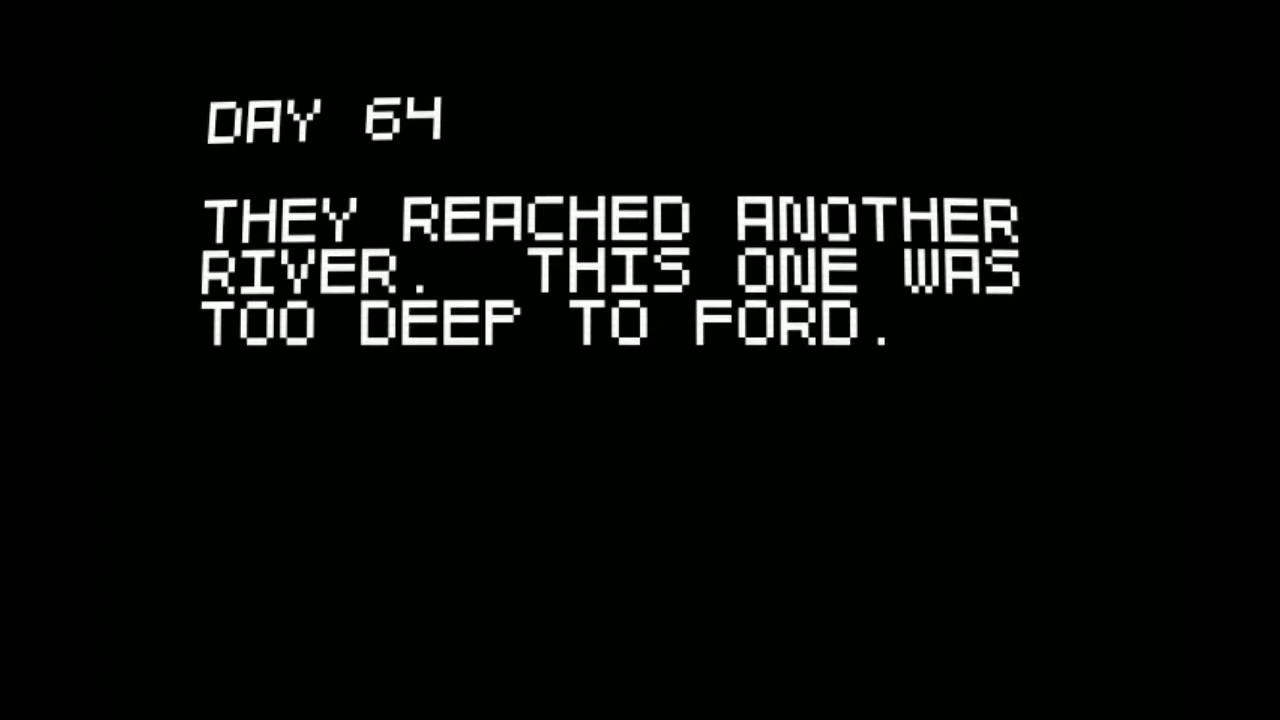 DAY 64
THEY REACHED ANOTHER
RIVER.  THIS ONE WAS
TOO DEEP TO FORD.